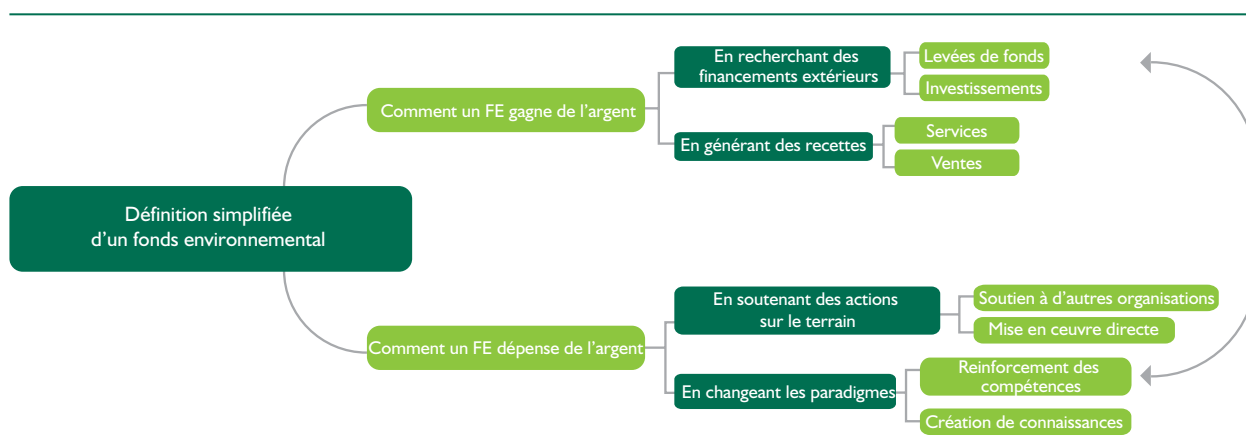 Définition simplifiée
d'un fonds environnemental
Comment un FE gagne de l'argent
En recherchant des
financements extérieurs
Levées de fonds
Investissements
En générant des recettes
Services
Ventes
Comment un FE dépense de l'argent
En soutenant des actions
sur le terrain
Soutien à d'autres organisations
Mise en ceuvre directe
En changeant les paradigmes
Reinforcement des
compétences
Création de connaissances